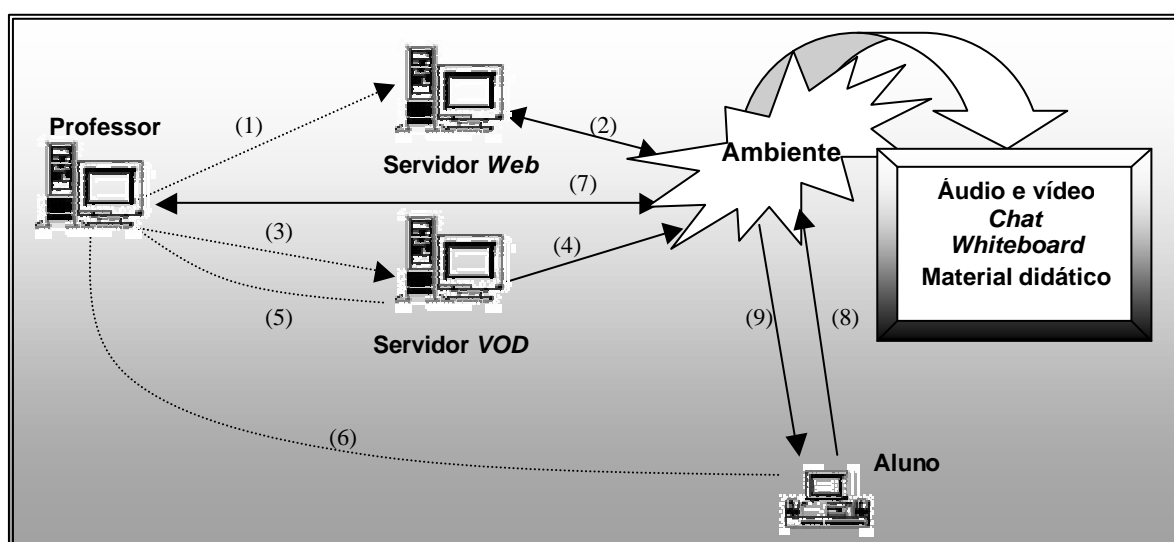 Professor
(1)
Servidor Web
(2)
Ambiente
(7)
(3)
(4)
(5)
Servidor VOD
Áudio e vídeo
Chat
Whiteboard
Material didático
(9)
(8)
(6)
Aluno